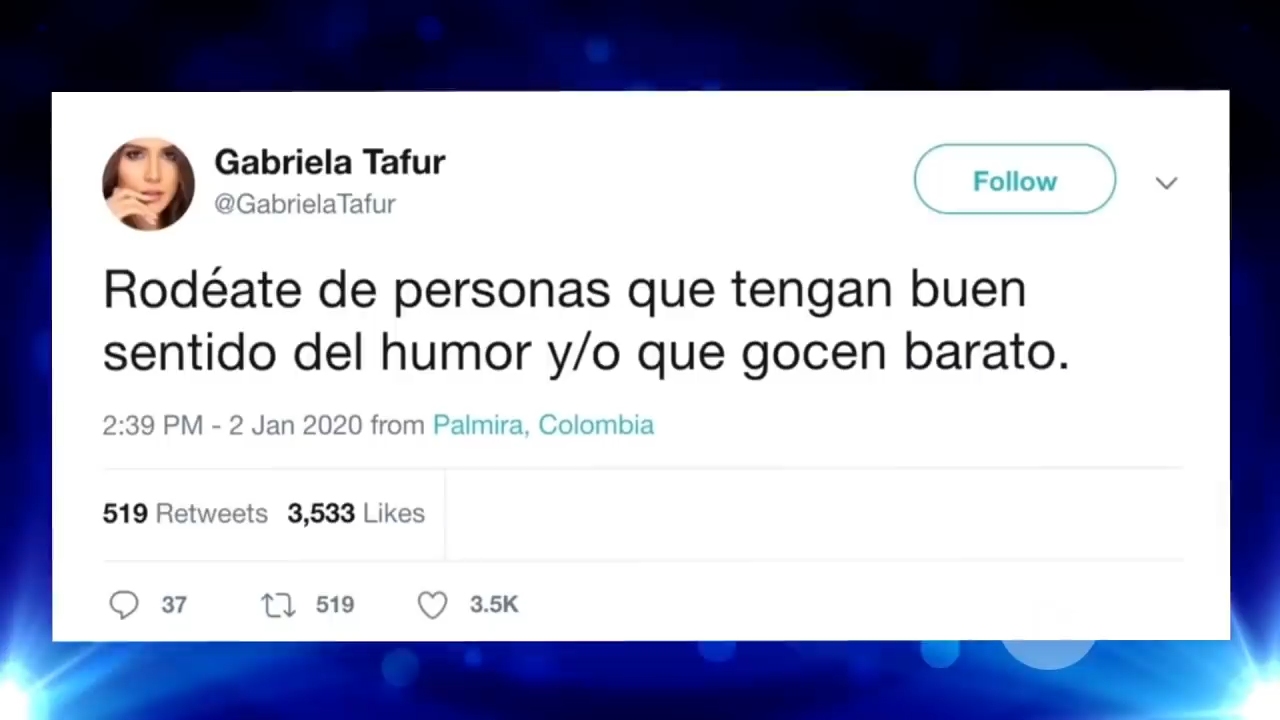 Gabriela Tafur
@GabrielaTafur
Follow
Rodéate de personas que tengan buen
sentido del humor y/o que gocen barato.
2:39 PM - 2 Jan 2020 from Palmira, Colombia
519 Retweets 3,533 Likes
37 519 3.5K